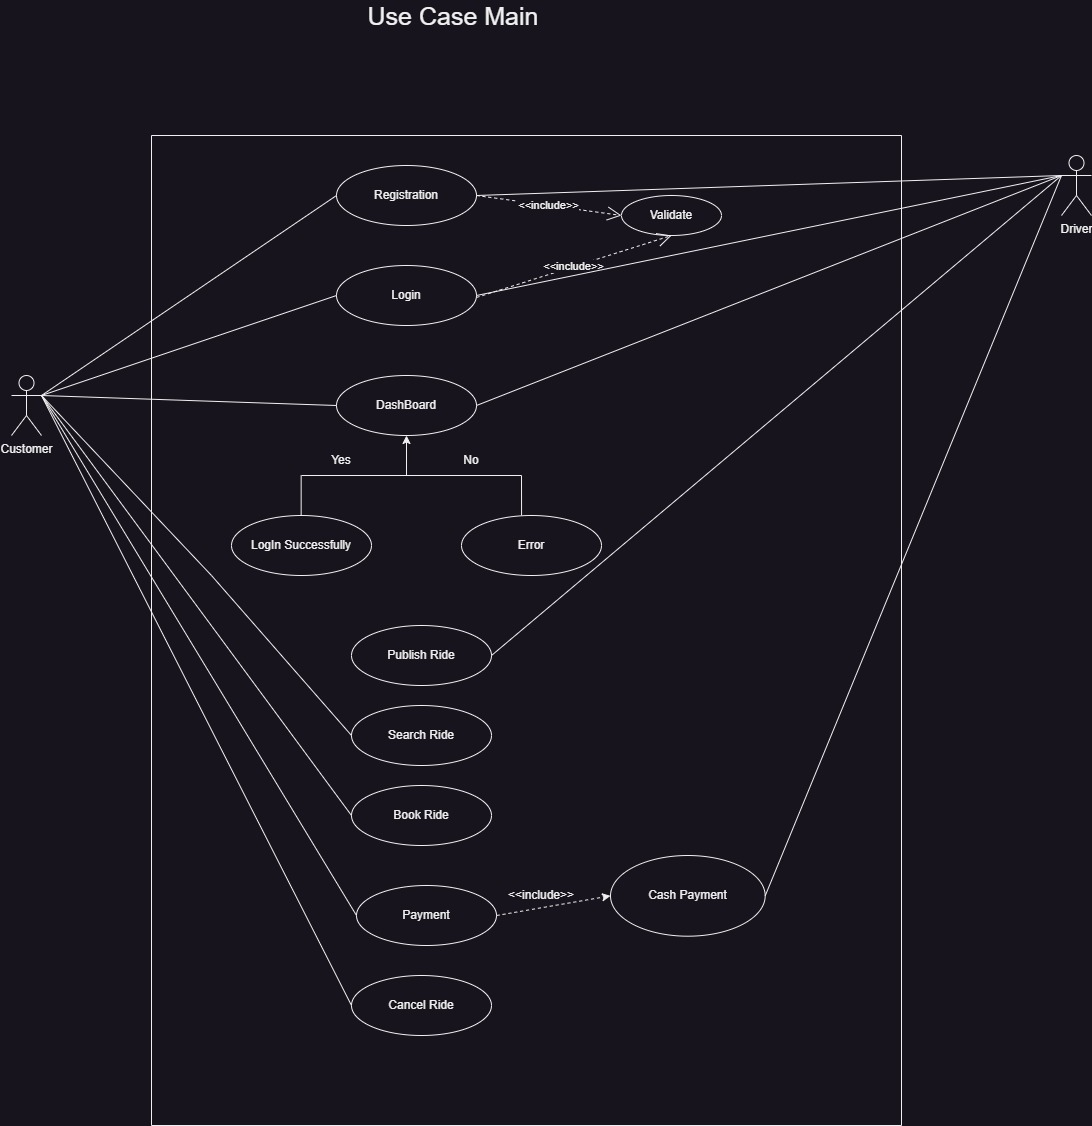 Use Case Main
Registration
<<include>>
Validate
Driver
<<include>>
Login
DashBoard
Customer
Yes
No
LogIn Successfully
Error
Publish Ride
Search Ride
Book Ride
<<include>>
Cash Payment
Payment
Cancel Ride